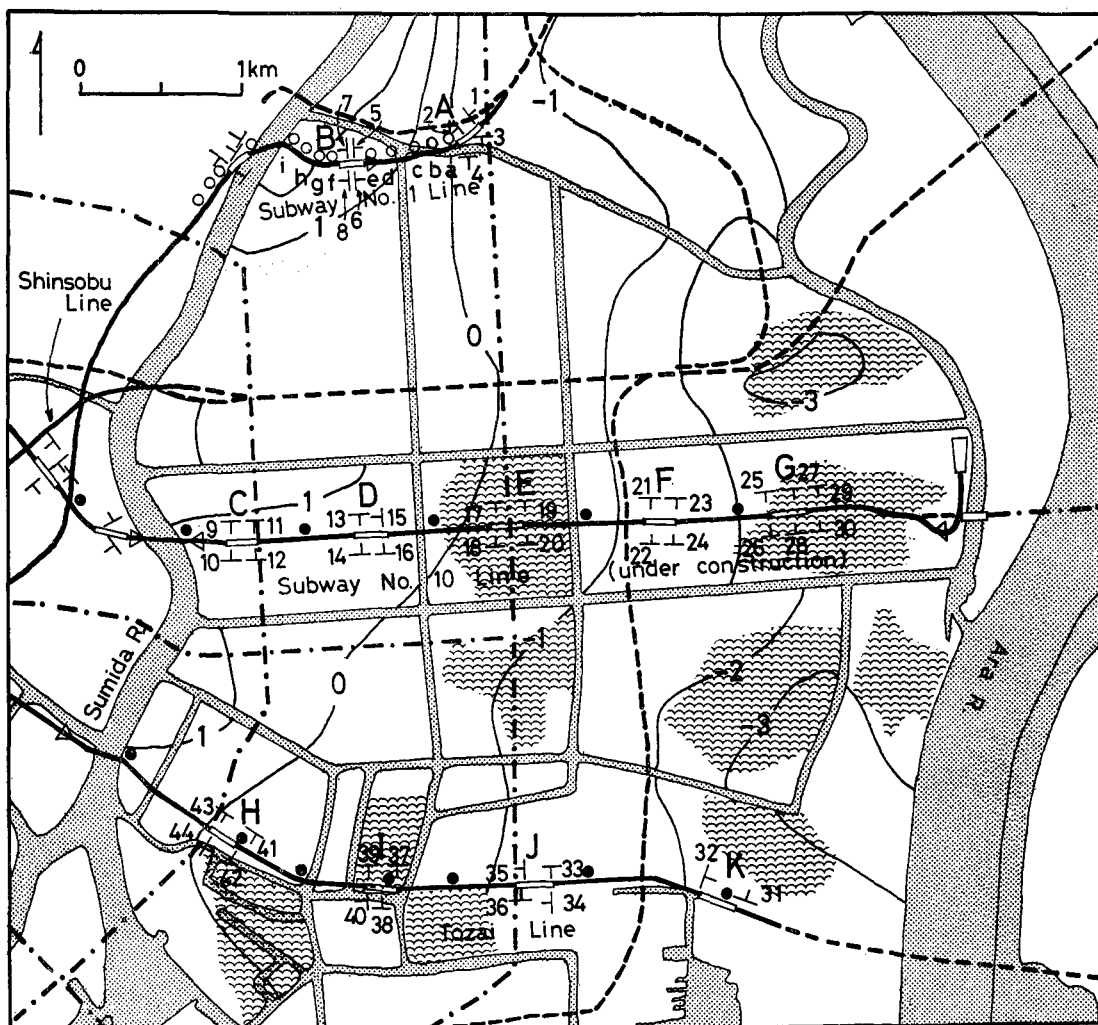 0 1km
-1
7 5 2 A 1
B 3
i h g f e d c b a 4
Subway No. 1 Line
1 8 6
Shinsobu
Line
0
-3
C 1 D E F G
9 11 13 15 17 19 21 23 25 27 29
10 12 14 16 18 20 22 24 26 28 30
Subway No. 10 Line (under construction)
Sumida R.
-1
0
-2
Ara R
1
-3
43 H
44 41
42
39 37 I 35 J 33 32 K
40 38 36 34 31
Tozai Line